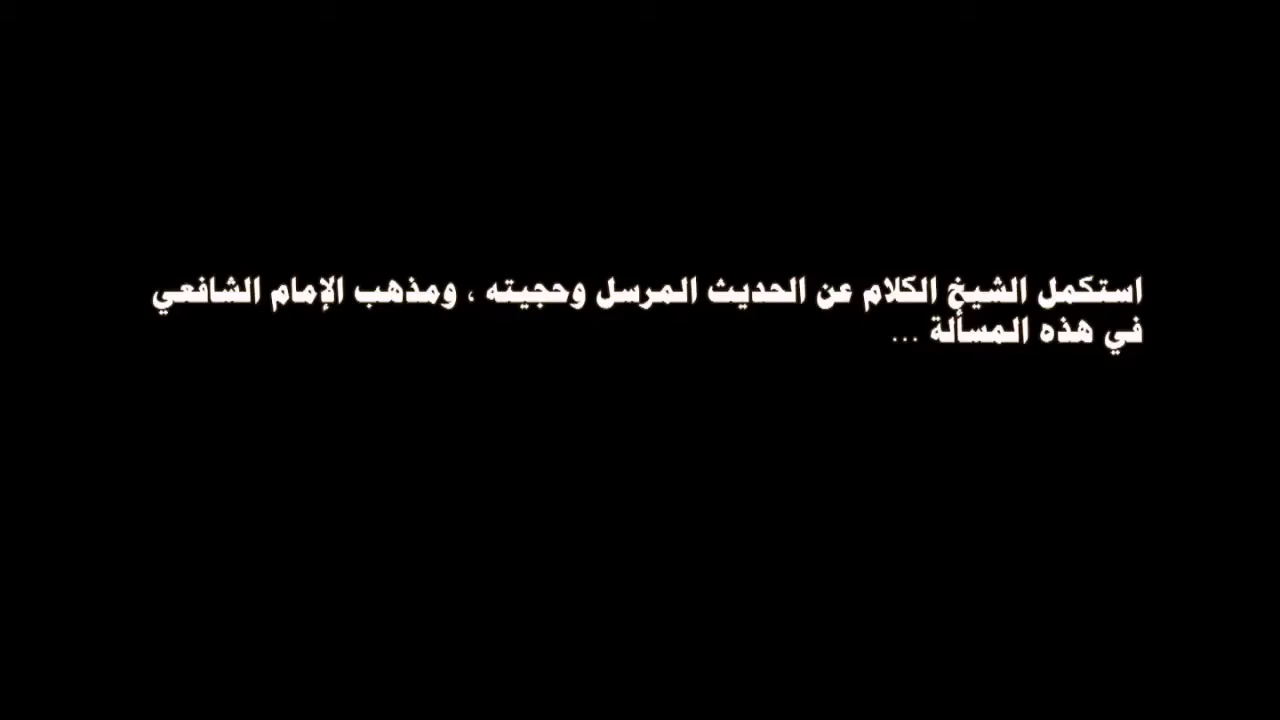 استكمل الشيخ الكلام عن الحديث المرسل وحجيته ، ومذهب الإمام الشافعي
في هذه المسألة ...